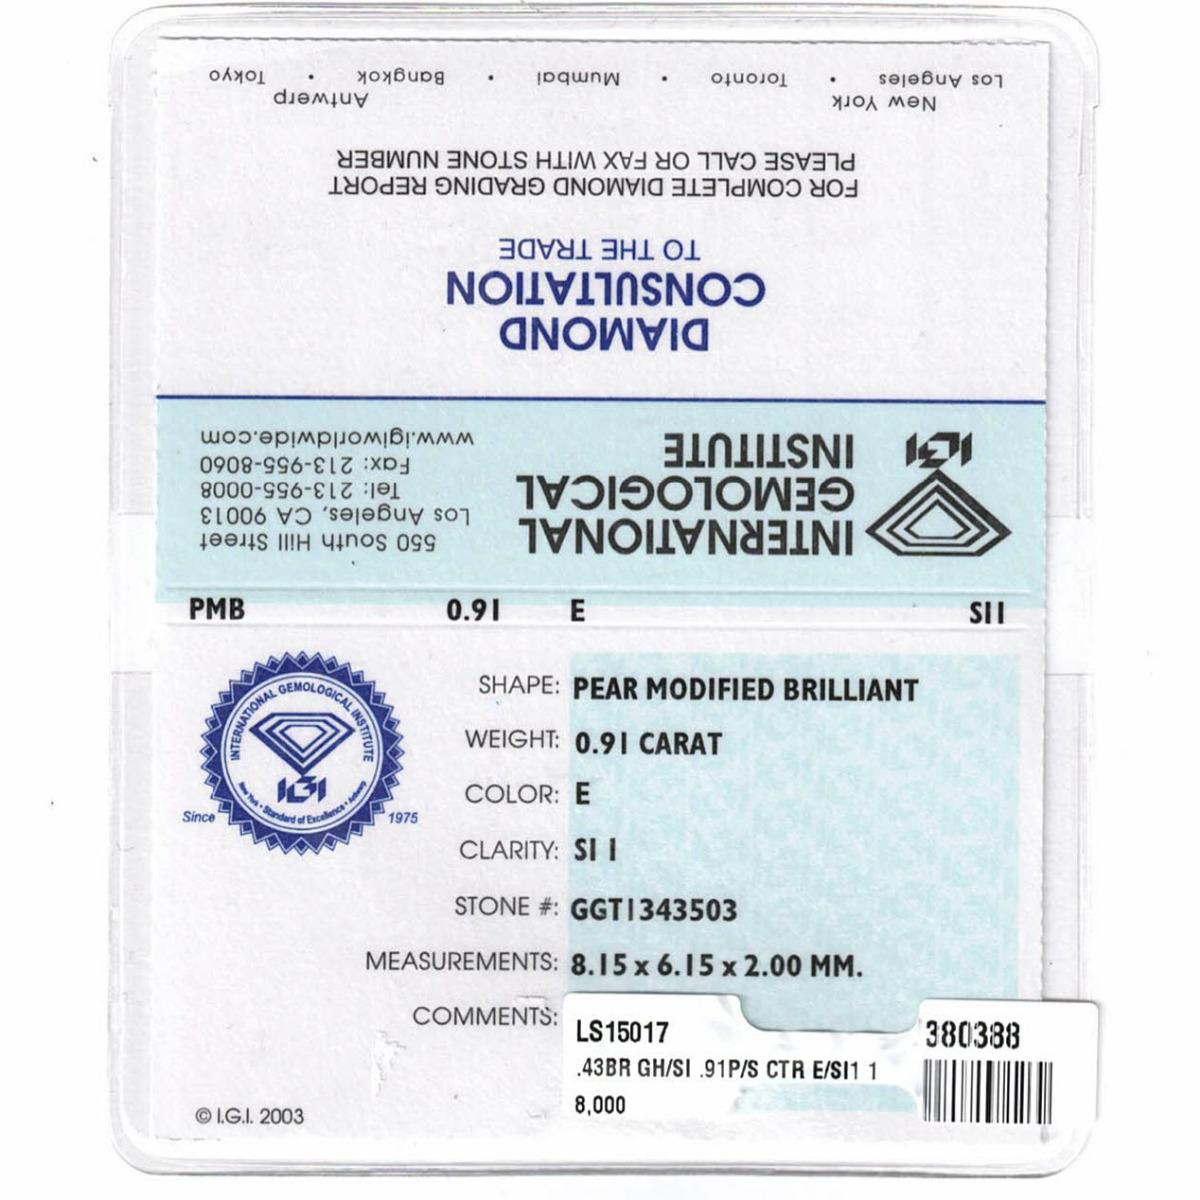 New York
Los Angeles • Toronto • Mumbai • Bangkok • Tokyo
Antwerp
FOR COMPLETE DIAMOND GRADING REPORT
PLEASE CALL OR FAX WITH STONE NUMBER
DIAMOND
CONSULTATION
TO THE TRADE
INTERNATIONAL
GEMOLOGICAL
INSTITUTE
IGI
550 South Hill Street
Los Angeles, CA 90013
Tel: 213-955-0008
Fax: 213-955-8060
www.igiworldwide.com
PMB 0.91 E SI1
INTERNATIONAL GEMOLOGICAL INSTITUTE
IGI
New York • Standard of Excellence • Antwerp
Since 1975
SHAPE: PEAR MODIFIED BRILLIANT
WEIGHT: 0.91 CARAT
COLOR: E
CLARITY: SI 1
STONE #: GGT1343503
MEASUREMENTS: 8.15 x 6.15 x 2.00 MM.
COMMENTS:
LS15017 380388
.43BR GH/SI .91P/S CTR E/SI1 1
8,000
© I.G.I. 2003